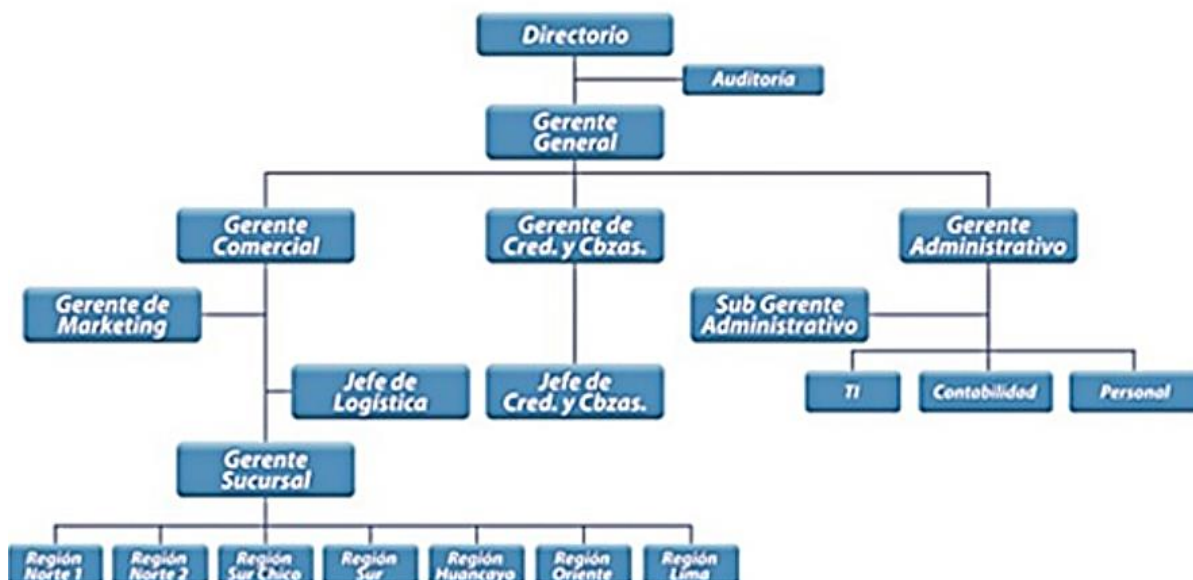 Directorio
Auditoría
Gerente
General
Gerente
Comercial
Gerente de
Cred. y Cbzas.
Gerente
Administrativo
Gerente de
Marketing
Sub Gerente
Administrativo
Jefe de
Logística
Jefe de
Cred. y Cbzas.
TI
Contabilidad
Personal
Gerente
Sucursal
Región
Norte 1
Región
Norte 2
Región
Sur Chico
Región
Sur
Región
Huancayo
Región
Oriente
Región
Lima